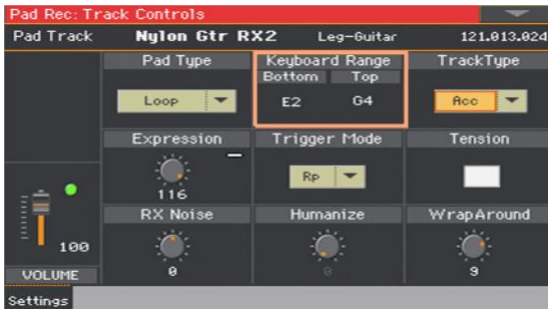 Pad Rec: Track Controls
Pad Track Nylon Gtr RX2 Leg-Guitar 121.013.024
Pad Type Keyboard Range TrackType
Bottom Top
Loop E2 G4 Acc
Expression Trigger Mode Tension
Rp
116
RX Noise Humanize WrapAround
100
VOLUME 0 0 9
Settings